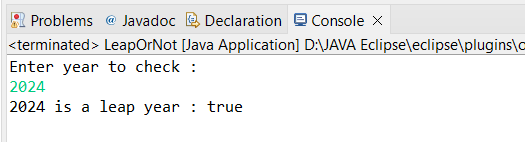 Problems @ Javadoc Declaration Console
<terminated> LeapOrNot [Java Application] D:\JAVA Eclipse\eclipse\plugins\
Enter year to check :
2024
2024 is a leap year : true